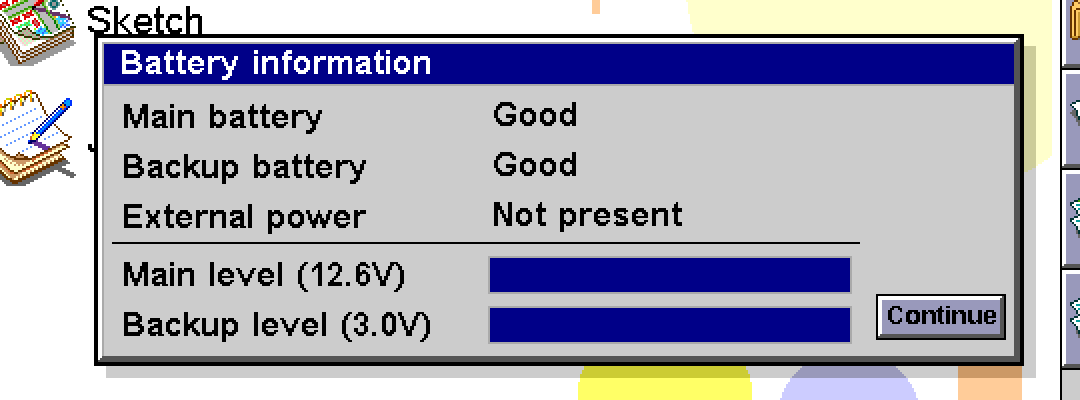 Sketch
Battery information
Main battery Good
Backup battery Good
External power Not present
Main level (12.6V)
Backup level (3.0V)
Continue